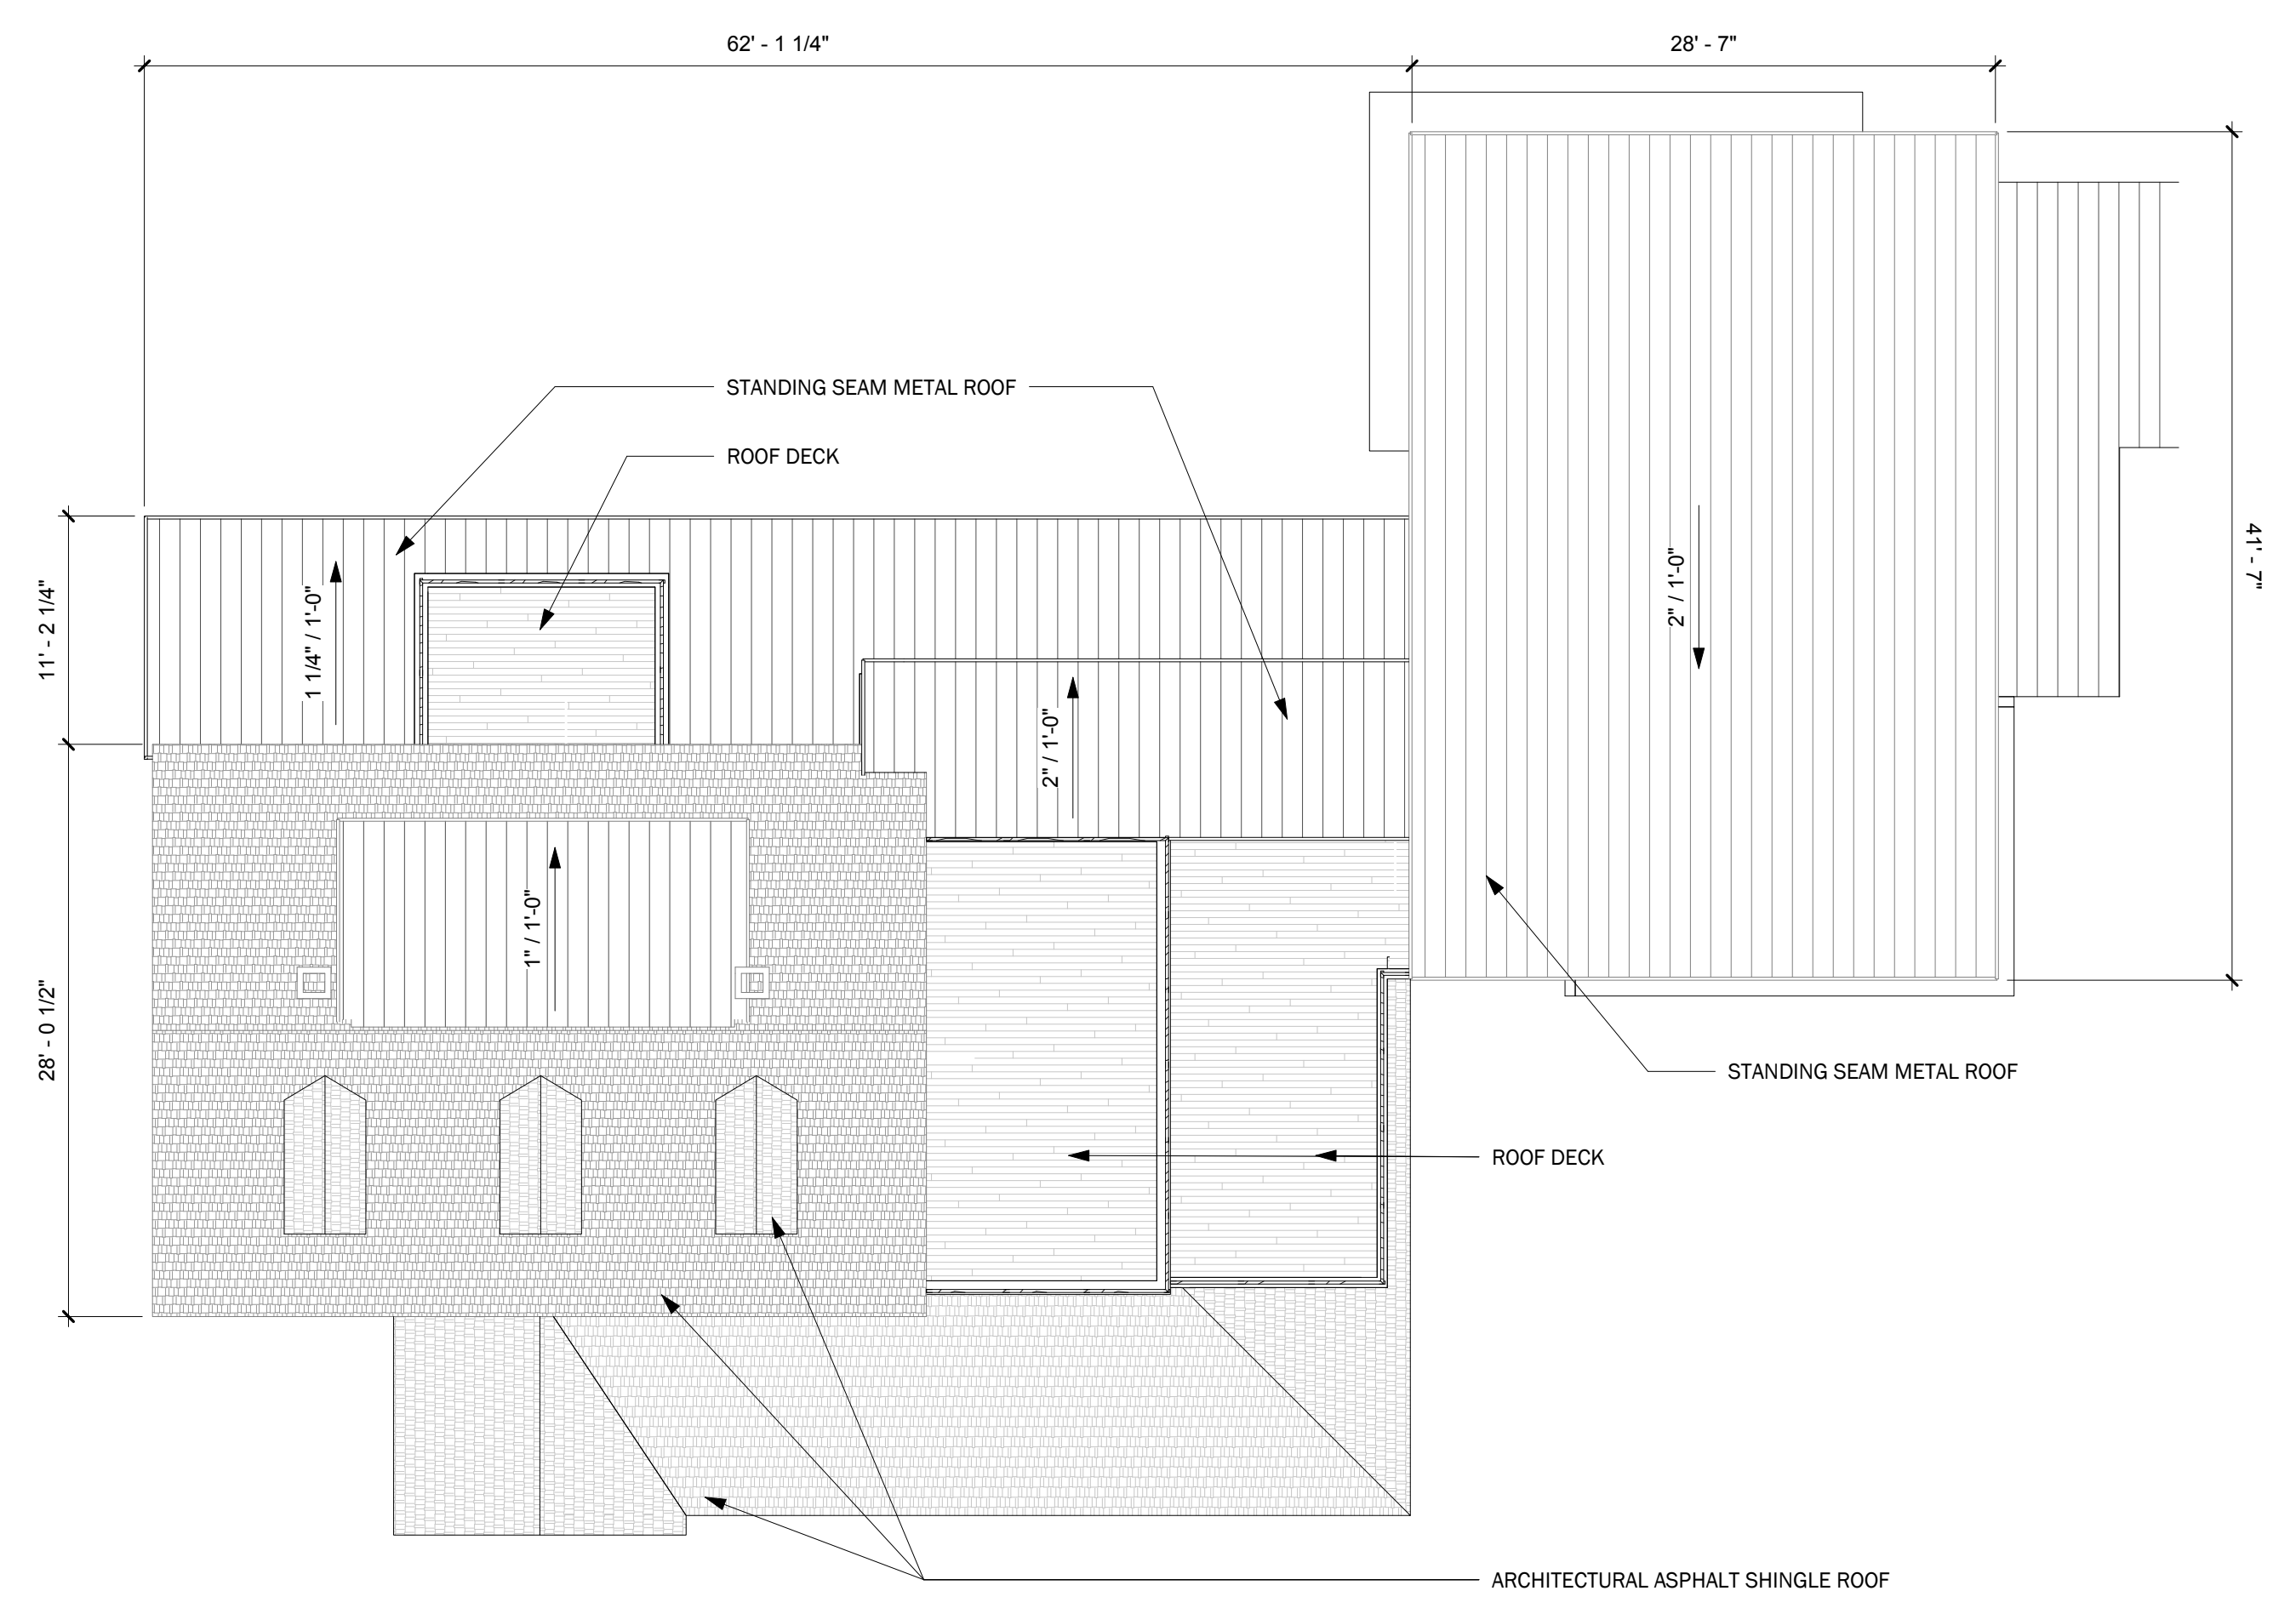 62' - 1 1/4"
28' - 7"
STANDING SEAM METAL ROOF
ROOF DECK
41' - 7"
11' - 2 1/4"
1 1/4" / 1'-0"
2" / 1'-0"
2" / 1'-0"
1" / 1'-0"
28' - 0 1/2"
STANDING SEAM METAL ROOF
ROOF DECK
ARCHITECTURAL ASPHALT SHINGLE ROOF